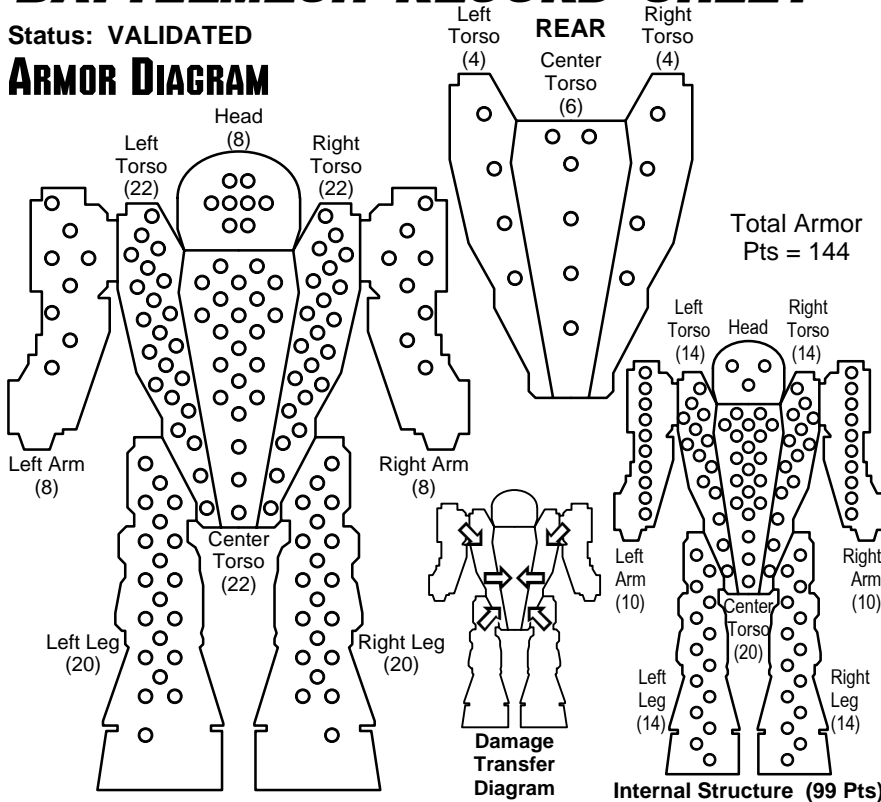 BATTLEMECH RECORD SHEET
Status: VALIDATED
ARMOR DIAGRAM
Head
(8)
Left
Torso
(22)
Right
Torso
(22)
Left Arm
(8)
Right Arm
(8)
Center
Torso
(22)
Left Leg
(20)
Right Leg
(20)
REAR
Left
Torso
(4)
Center
Torso
(6)
Right
Torso
(4)
Total Armor
Pts = 144
Damage
Transfer
Diagram
Left
Torso
(14)
Head
Right
Torso
(14)
Left
Arm
(10)
Right
Arm
(10)
Center
Torso
(20)
Left
Leg
(14)
Right
Leg
(14)
Internal Structure (99 Pts)